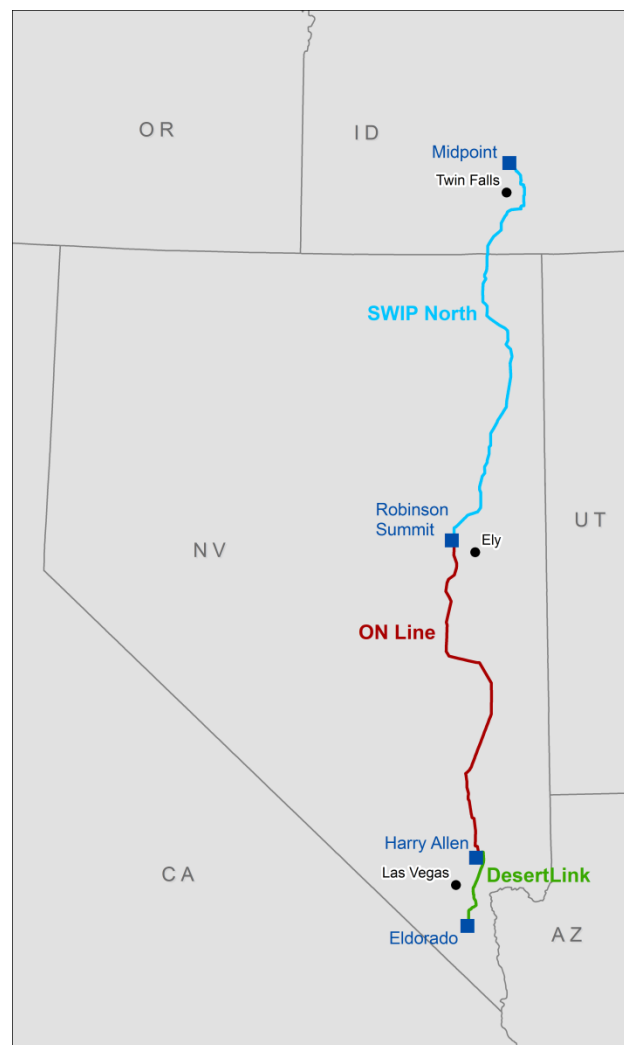 OR
ID
Midpoint
Twin Falls
SWIP North
Robinson
Summit
Ely
UT
NV
ON Line
Harry Allen
Las Vegas
DesertLink
CA
Eldorado
AZ